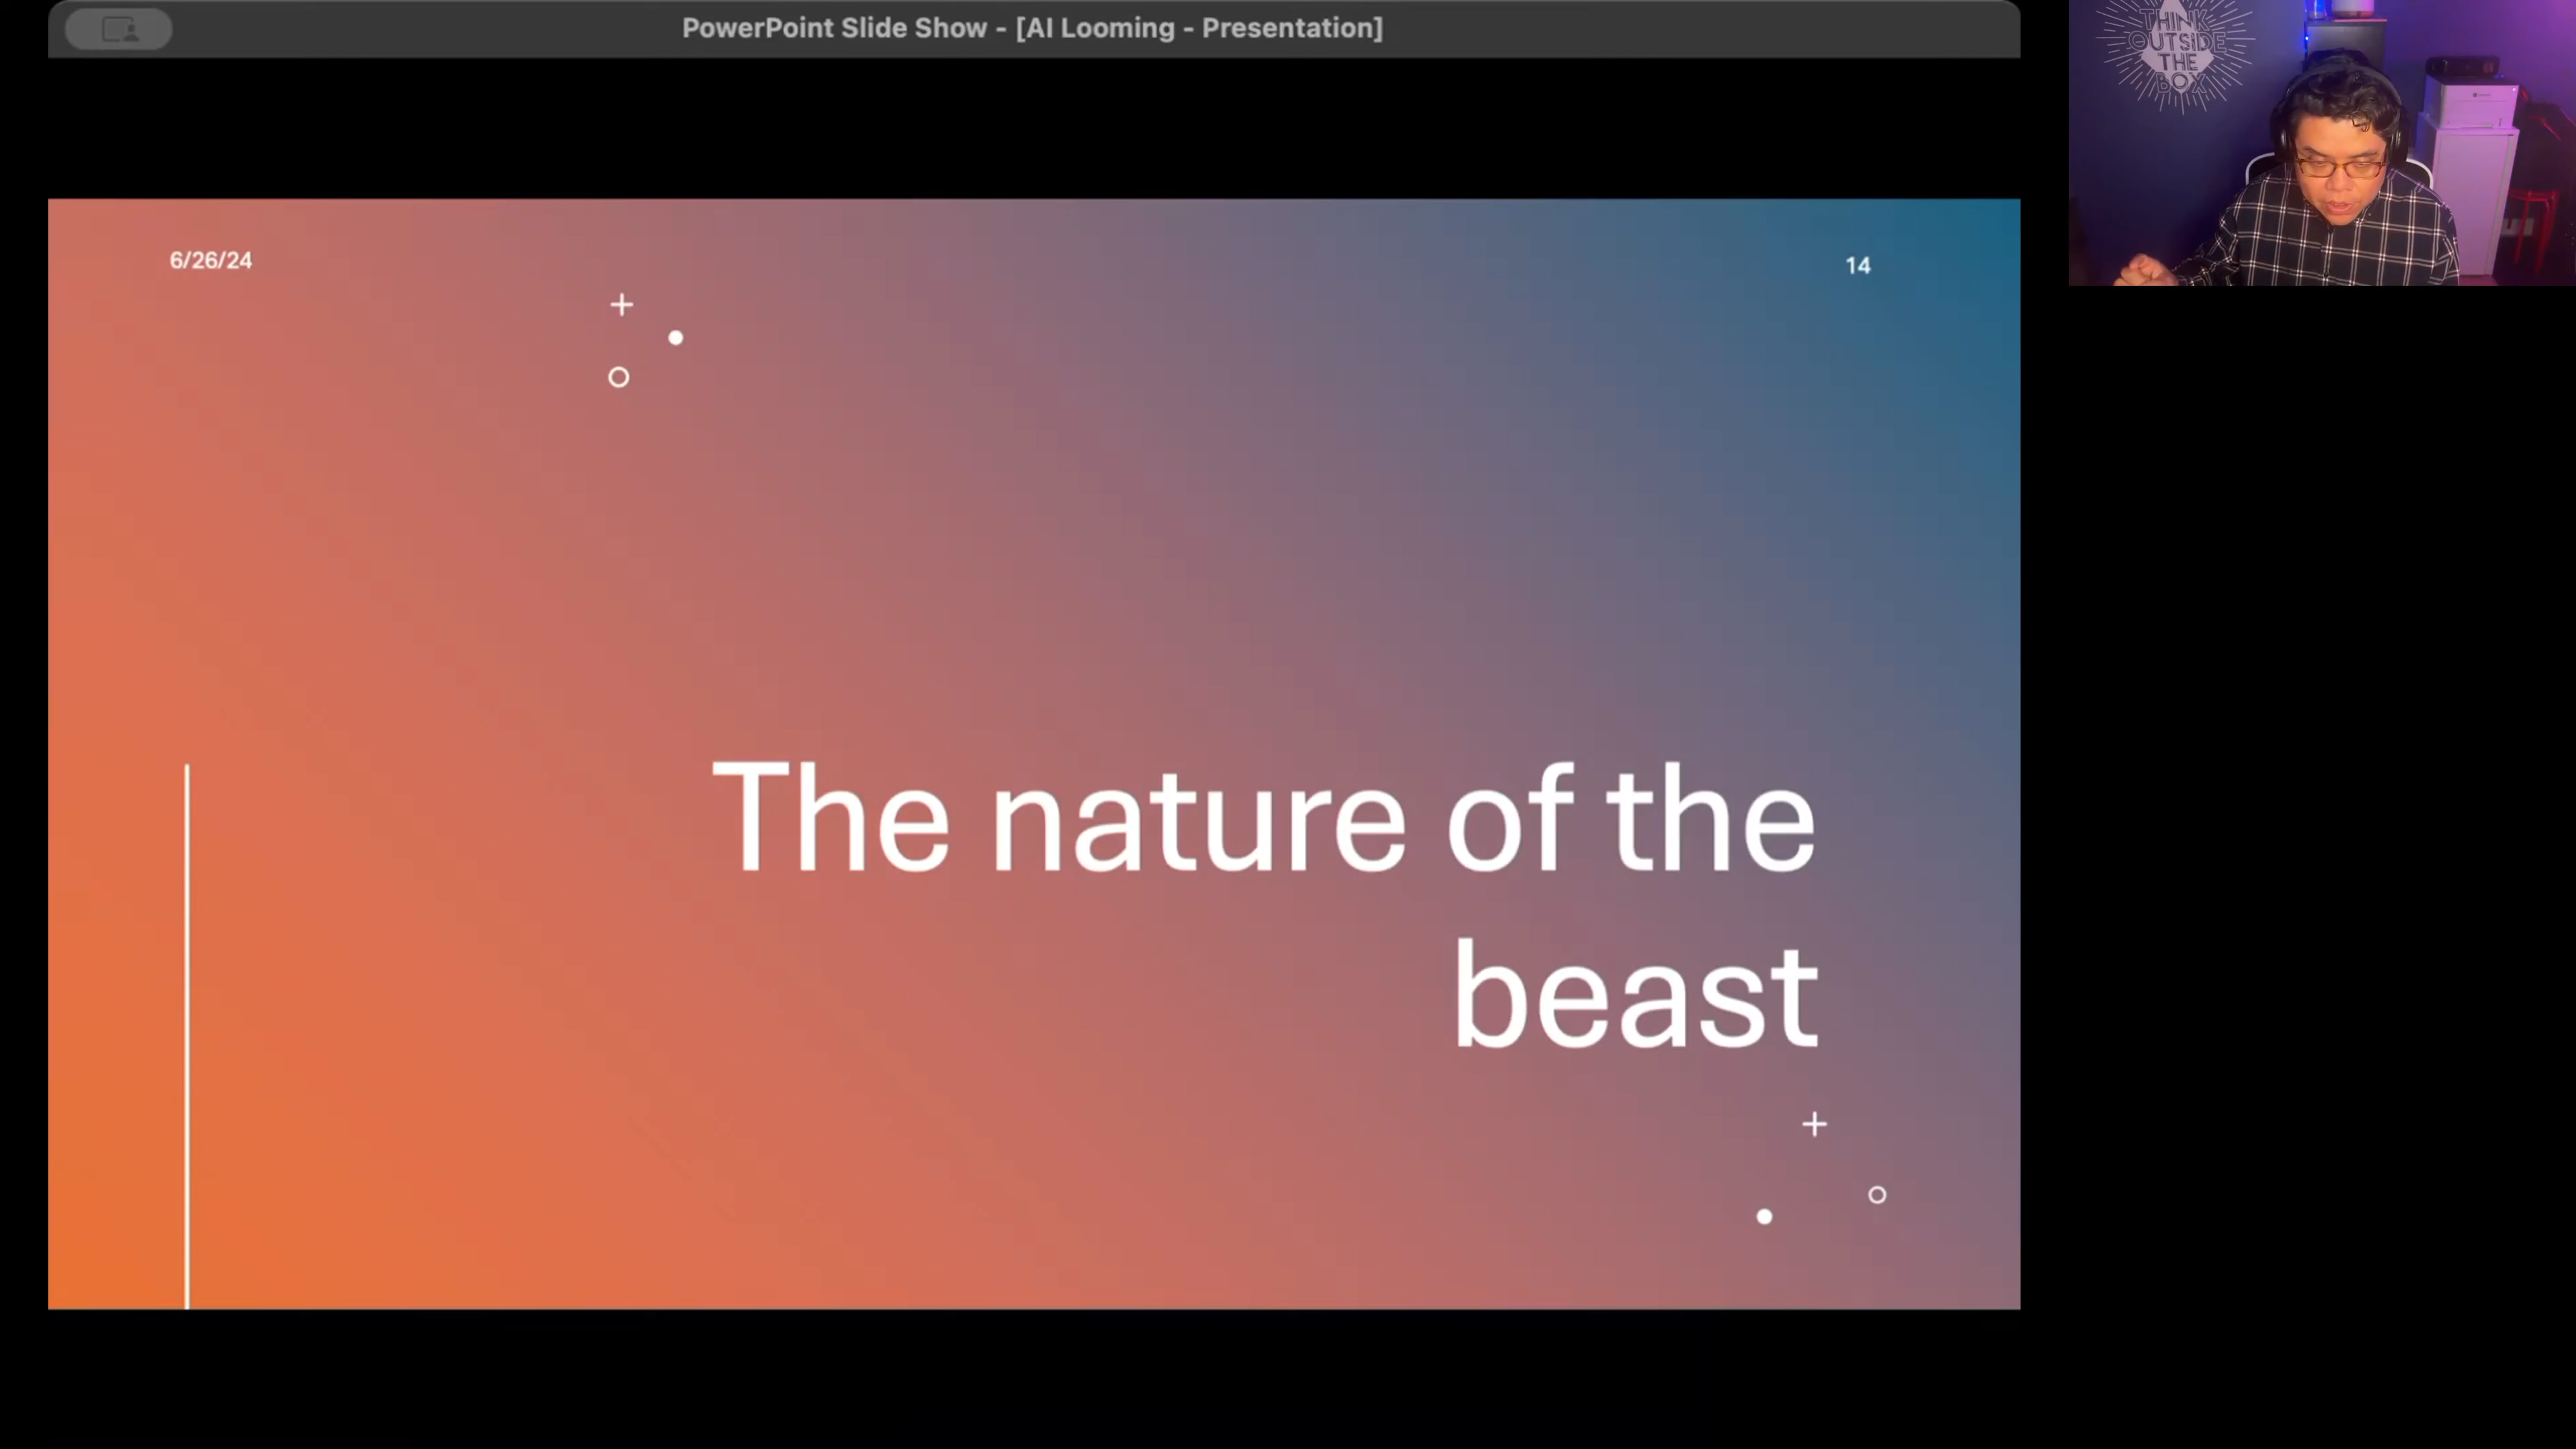 PowerPoint Slide Show - [AI Looming - Presentation]
THINK
OUTSIDE
THE
BOX
6/26/24
14
The nature of the
beast